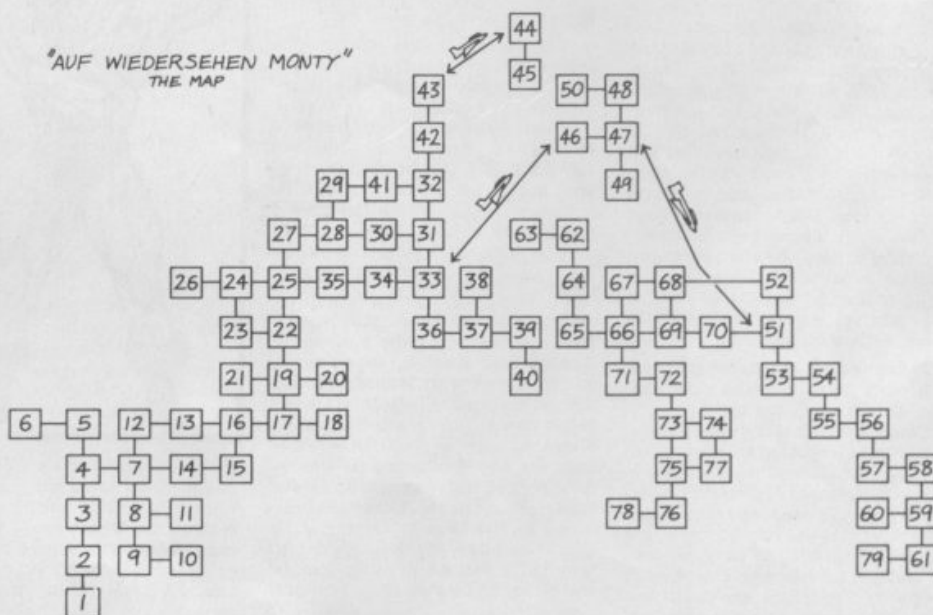 "AUF WIEDERSEHEN MONTY"
THE MAP
44
45
43 50 48
42 46 47
29 41 32 49
27 28 30 31 63 62
26 24 25 35 34 33 38 64 67 68 52
23 22 36 37 39 65 66 69 70 51
21 19 20 40 71 72 53 54
6 5 12 13 16 17 18 73 74 55 56
4 7 14 15 75 77 57 58
3 8 11 78 76 60 59
2 9 10 79 61
1